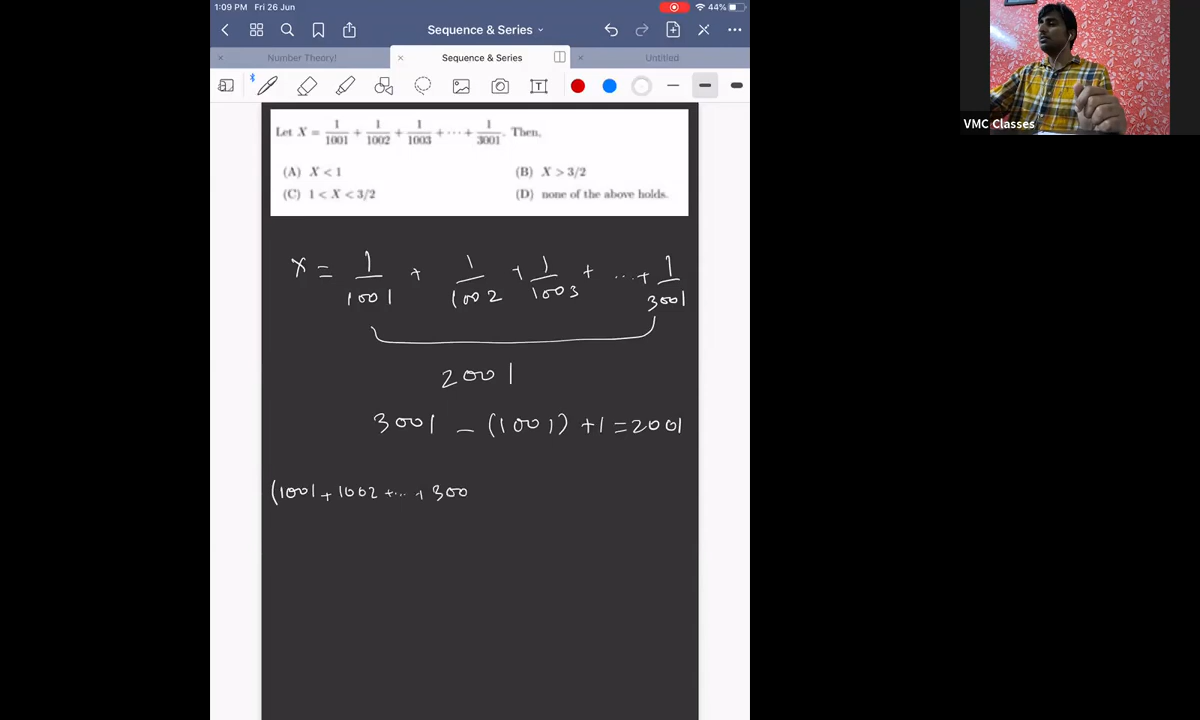 1:09 PM Fri 26 Jun
44%
Sequence & Series
Number Theory!
Sequence & Series
Untitled
Let X = 1/1001 + 1/1002 + 1/1003 + ··· + 1/3001. Then,
(A) X < 1
(B) X > 3/2
(C) 1 < X < 3/2
(D) none of the above holds.
X = 1/1001 + 1/1002 + 1/1003 + ... + 1/3001
2001
3001 - (1001) + 1 = 2001
(1001 + 1002 + ... + 300
VMC Classes